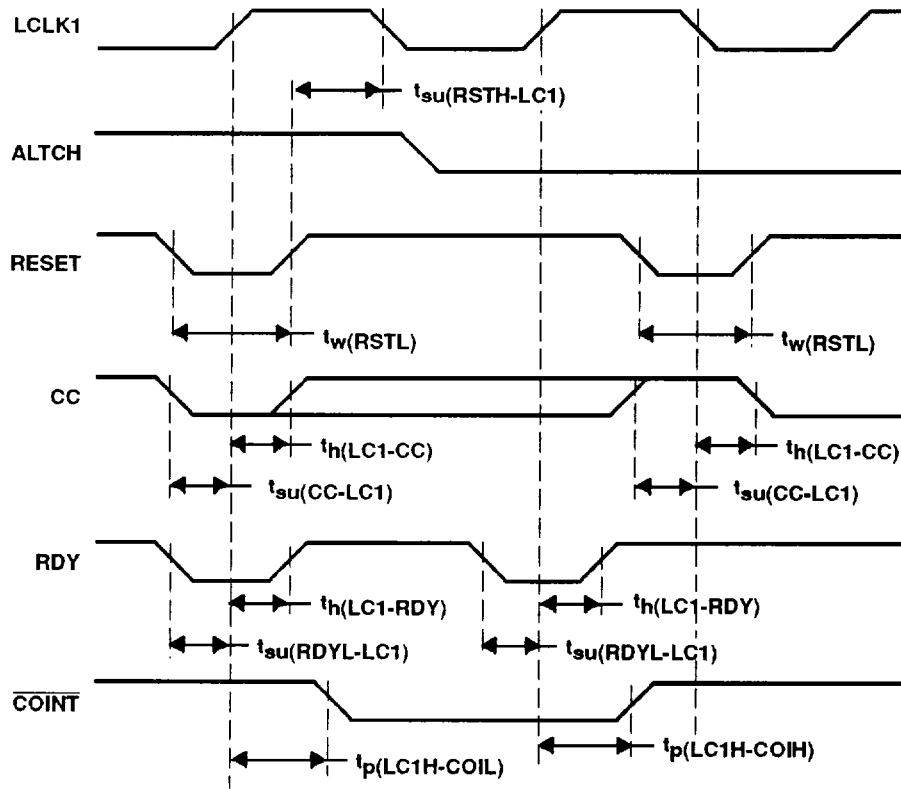 LCLK1
tsu(RSTH-LC1)
ALTCH
RESET
tw(RSTL) tw(RSTL)
CC
th(LC1-CC) th(LC1-CC)
tsu(CC-LC1) tsu(CC-LC1)
RDY
th(LC1-RDY) th(LC1-RDY)
tsu(RDYL-LC1) tsu(RDYL-LC1)
COINT
tp(LC1H-COIL) tp(LC1H-COIH)